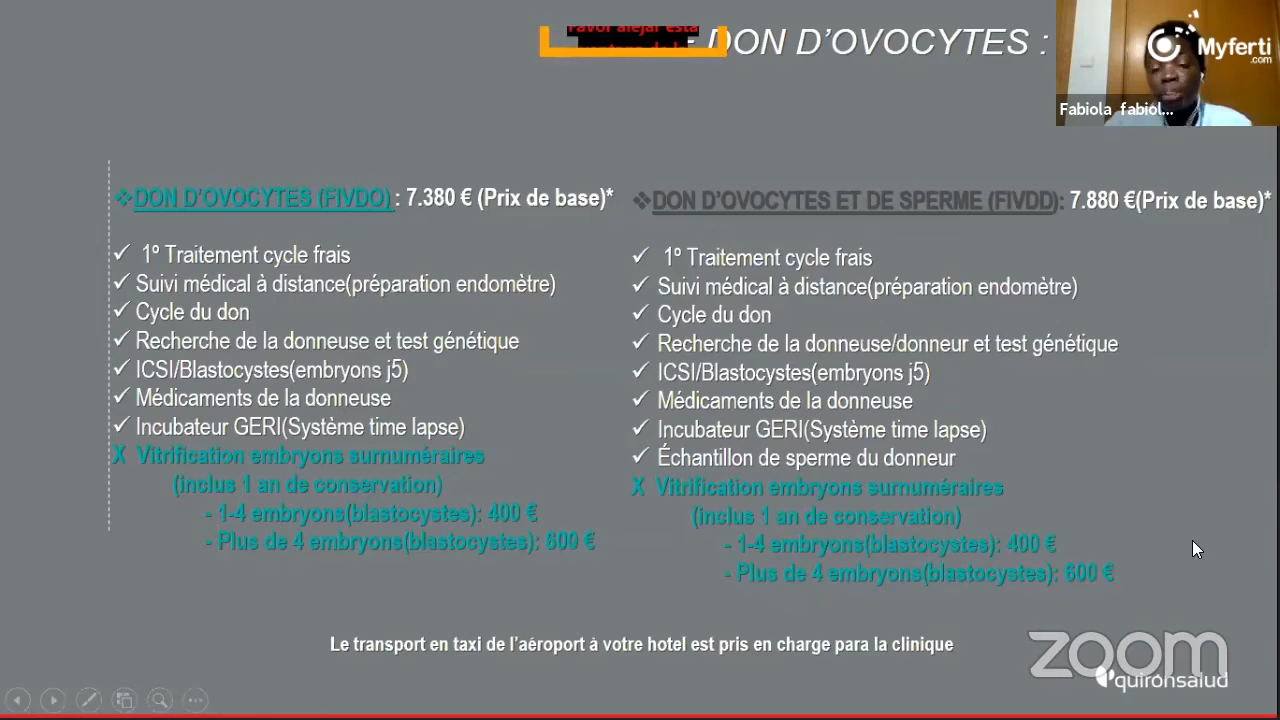 Favor alejar esta
DON D'OVOCYTES :
Myferti
.com
Fabiola fabiol...
❖DON D'OVOCYTES (FIVDO) : 7.380 € (Prix de base)*
✓ 1º Traitement cycle frais
✓ Suivi médical à distance(préparation endomètre)
✓ Cycle du don
✓ Recherche de la donneuse et test génétique
✓ ICSI/Blastocystes(embryons j5)
✓ Médicaments de la donneuse
✓ Incubateur GERI(Système time lapse)
X Vitrification embryons surnuméraires
(inclus 1 an de conservation)
- 1-4 embryons(blastocystes): 400 €
- Plus de 4 embryons(blastocystes): 600 €
❖DON D'OVOCYTES ET DE SPERME (FIVDD): 7.880 €(Prix de base)*
✓ 1º Traitement cycle frais
✓ Suivi médical à distance(préparation endomètre)
✓ Cycle du don
✓ Recherche de la donneuse/donneur et test génétique
✓ ICSI/Blastocystes(embryons j5)
✓ Médicaments de la donneuse
✓ Incubateur GERI(Système time lapse)
✓ Échantillon de sperme du donneur
X Vitrification embryons surnuméraires
(inclus 1 an de conservation)
- 1-4 embryons(blastocystes): 400 €
- Plus de 4 embryons(blastocystes): 600 €
Le transport en taxi de l'aéroport à votre hotel est pris en charge para la clinique
zoom
quirónsalud